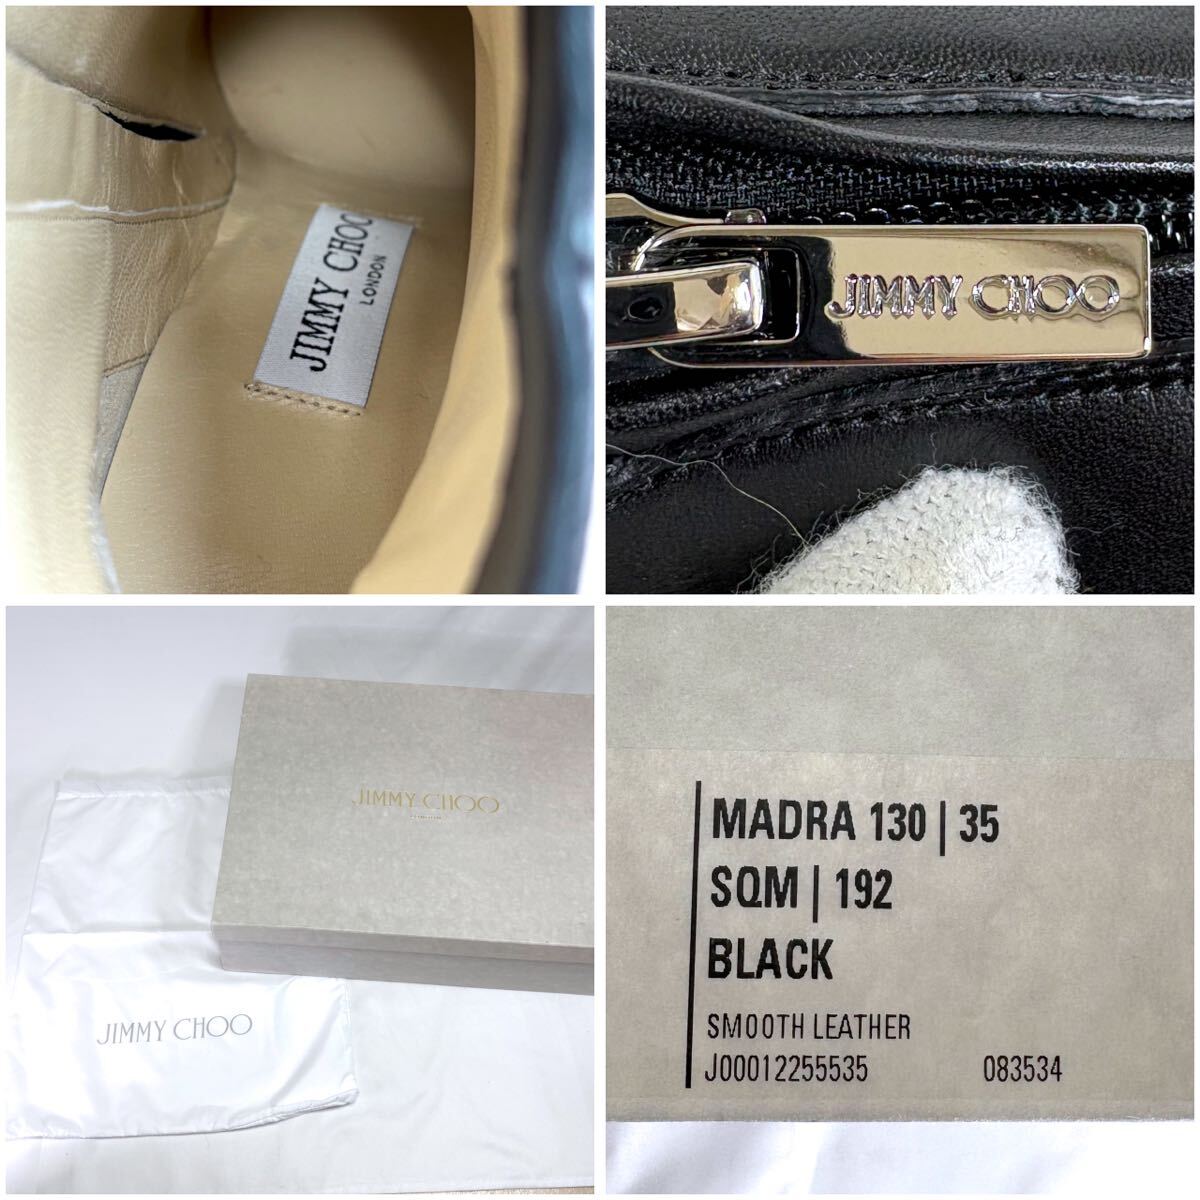 JIMMY CHOO
LONDON
JIMMY CHOO
JIMMY CHOO
JIMMY CHOO
MADRA 130 | 35
SQM | 192
BLACK
SMOOTH LEATHER
J00012255535 083534